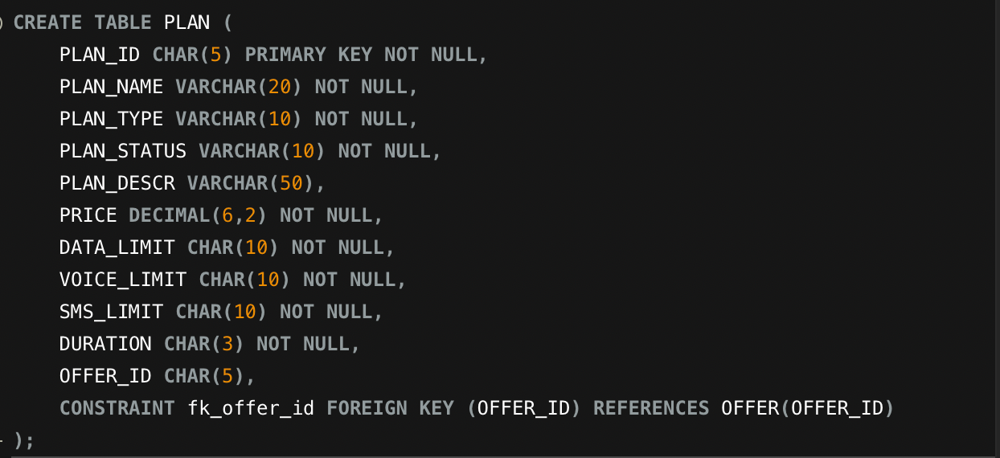 CREATE TABLE PLAN (
PLAN_ID CHAR(5) PRIMARY KEY NOT NULL,
PLAN_NAME VARCHAR(20) NOT NULL,
PLAN_TYPE VARCHAR(10) NOT NULL,
PLAN_STATUS VARCHAR(10) NOT NULL,
PLAN_DESCR VARCHAR(50),
PRICE DECIMAL(6,2) NOT NULL,
DATA_LIMIT CHAR(10) NOT NULL,
VOICE_LIMIT CHAR(10) NOT NULL,
SMS_LIMIT CHAR(10) NOT NULL,
DURATION CHAR(3) NOT NULL,
OFFER_ID CHAR(5),
CONSTRAINT fk_offer_id FOREIGN KEY (OFFER_ID) REFERENCES OFFER(OFFER_ID)
);